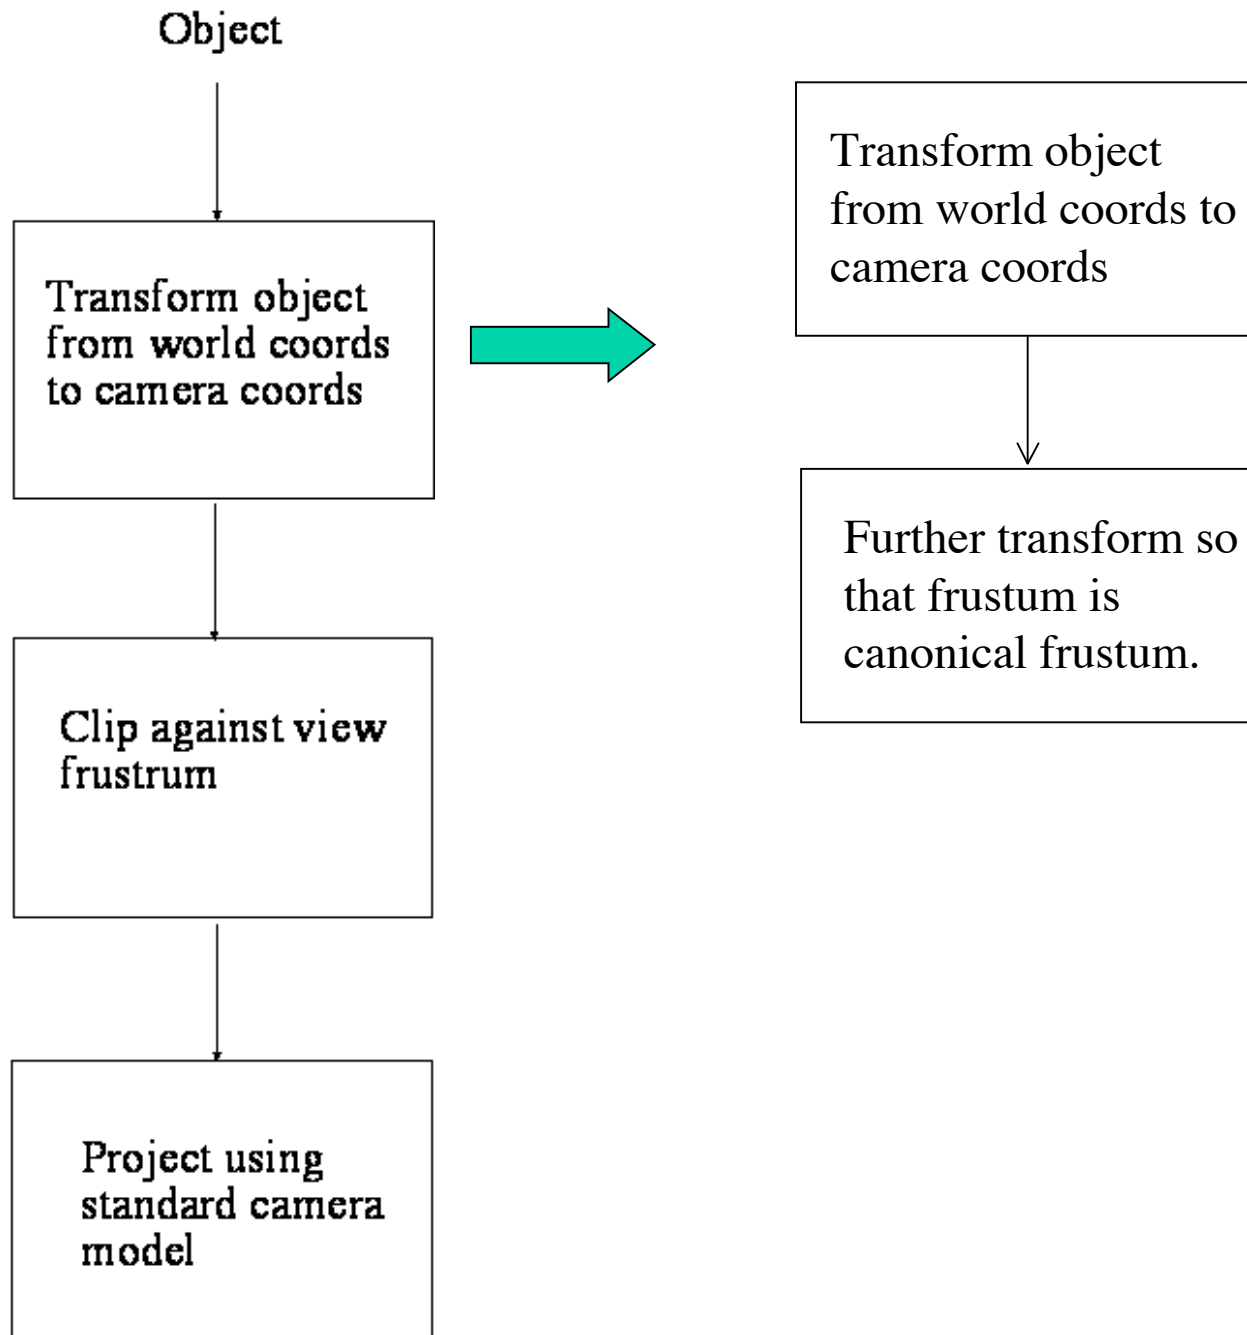 Object
Transform object
from world coords
to camera coords
Clip against view
frustrum
Project using
standard camera
model
Transform object
from world coords to
camera coords
Further transform so
that frustum is
canonical frustum.